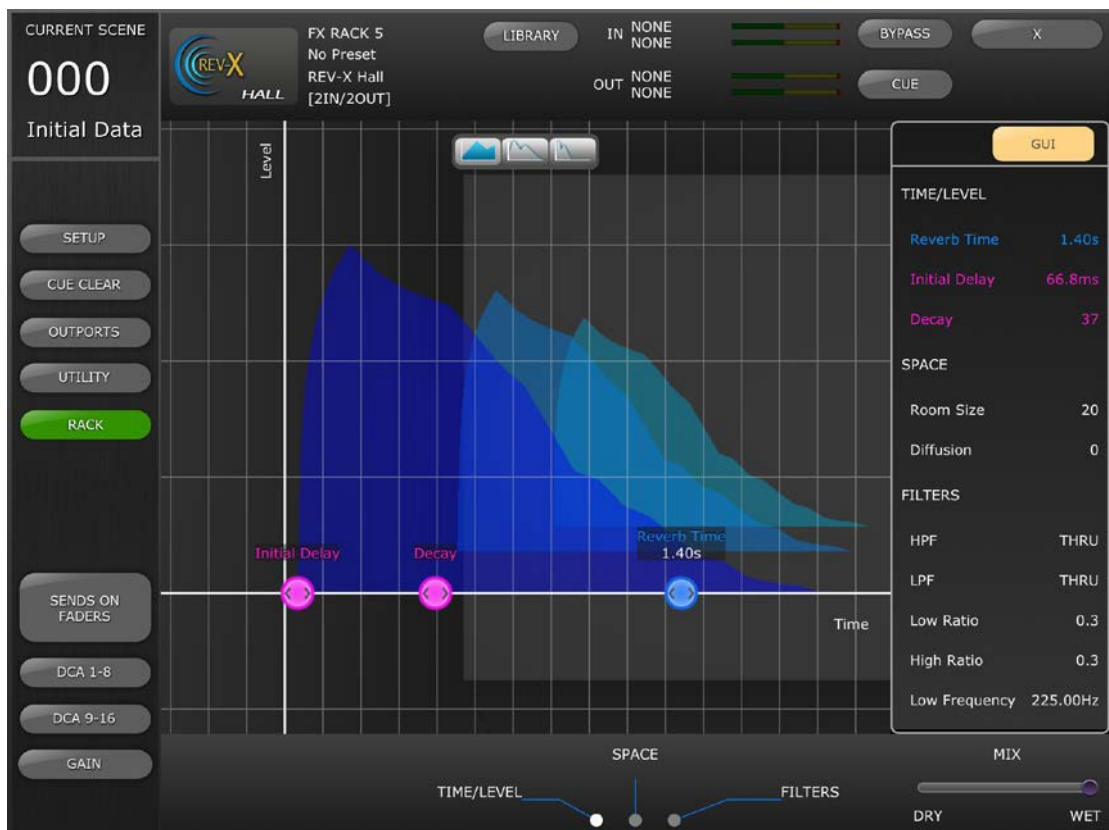 CURRENT SCENE
000
Initial Data
SETUP
CUE CLEAR
OUTPORTS
UTILITY
RACK
SENDS ON
FADERS
DCA 1-8
DCA 9-16
GAIN
REV-X
HALL
FX RACK 5
No Preset
REV-X Hall
[2IN/2OUT]
LIBRARY
IN NONE
NONE
OUT NONE
NONE
BYPASS
X
CUE
Level
Initial Delay
Decay
Reverb Time
1.40s
Time
GUI
TIME/LEVEL
Reverb Time 1.40s
Initial Delay 66.8ms
Decay 37
SPACE
Room Size 20
Diffusion 0
FILTERS
HPF THRU
LPF THRU
Low Ratio 0.3
High Ratio 0.3
Low Frequency 225.00Hz
SPACE
TIME/LEVEL
FILTERS
MIX
DRY WET